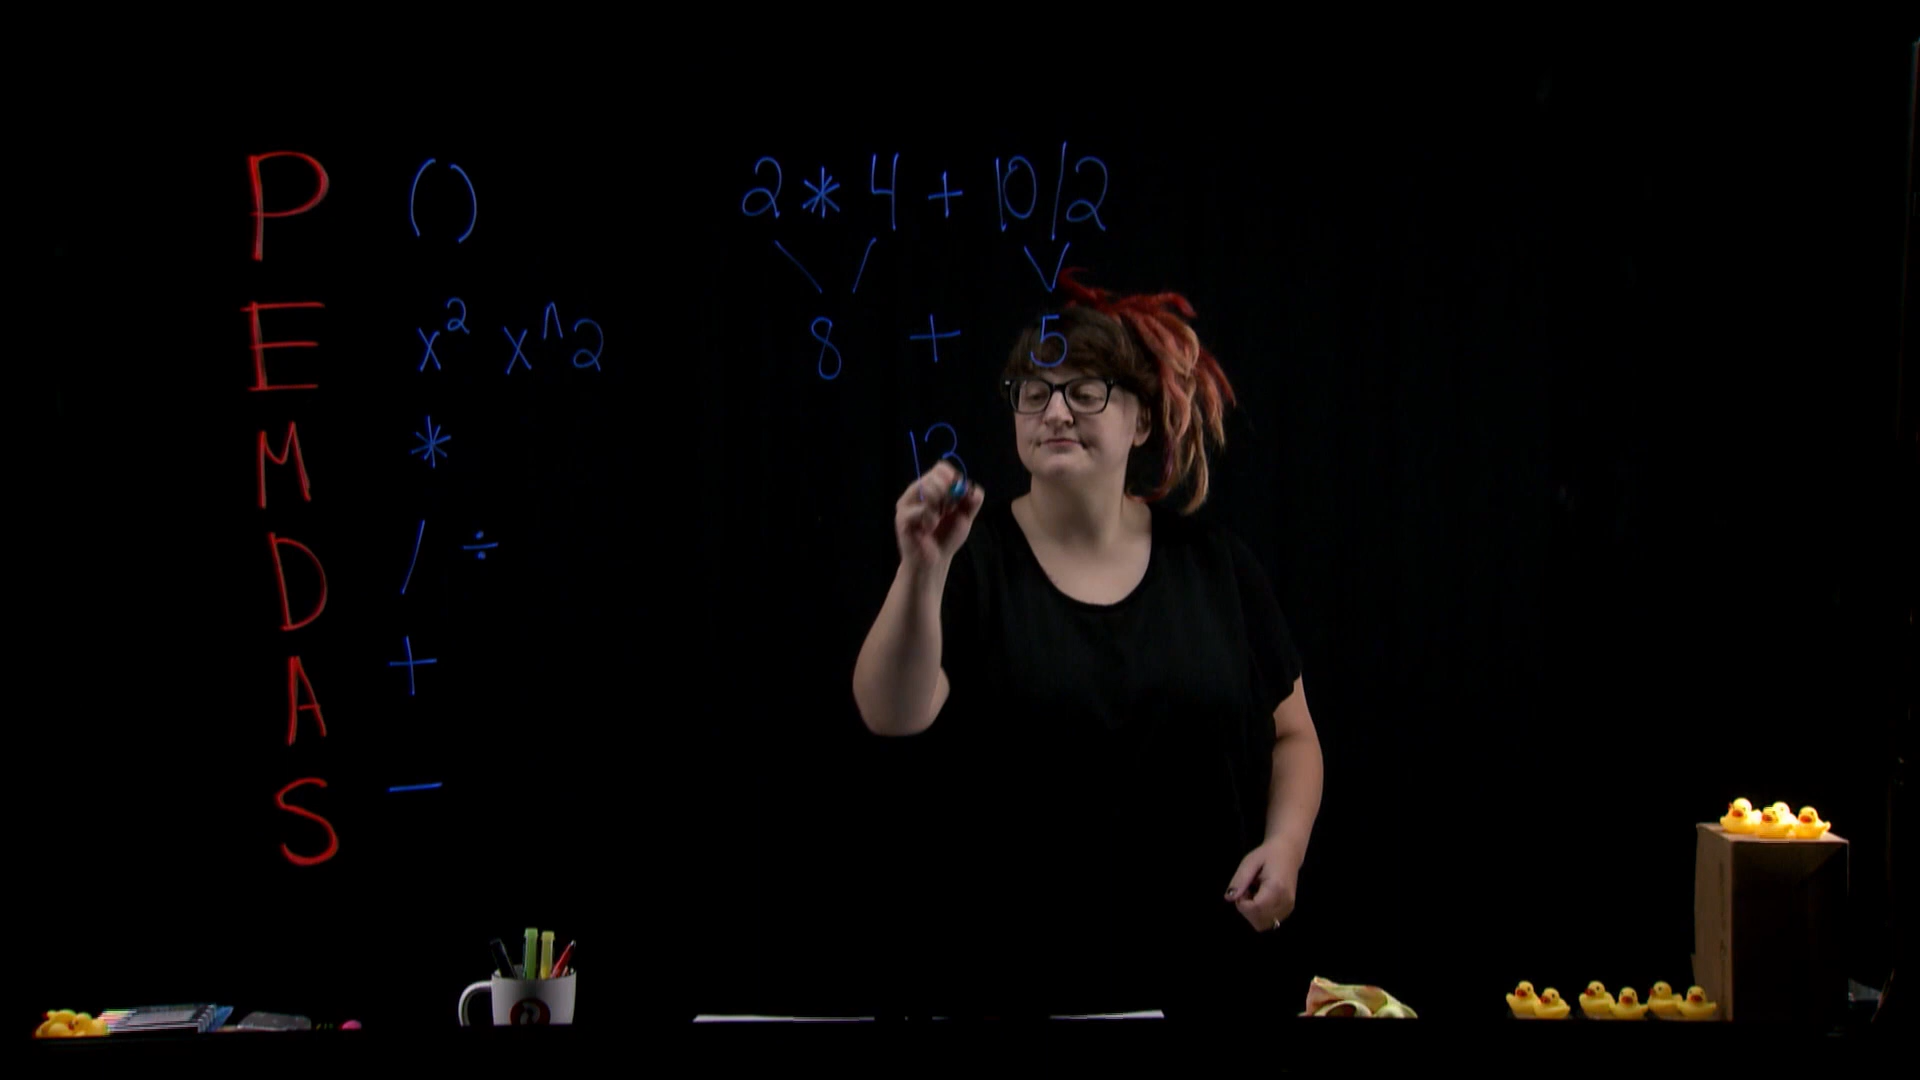 P ()
E x² x^2
M *
D / ÷
A +
S −
2 * 4 + 10/2
8 + 5
13